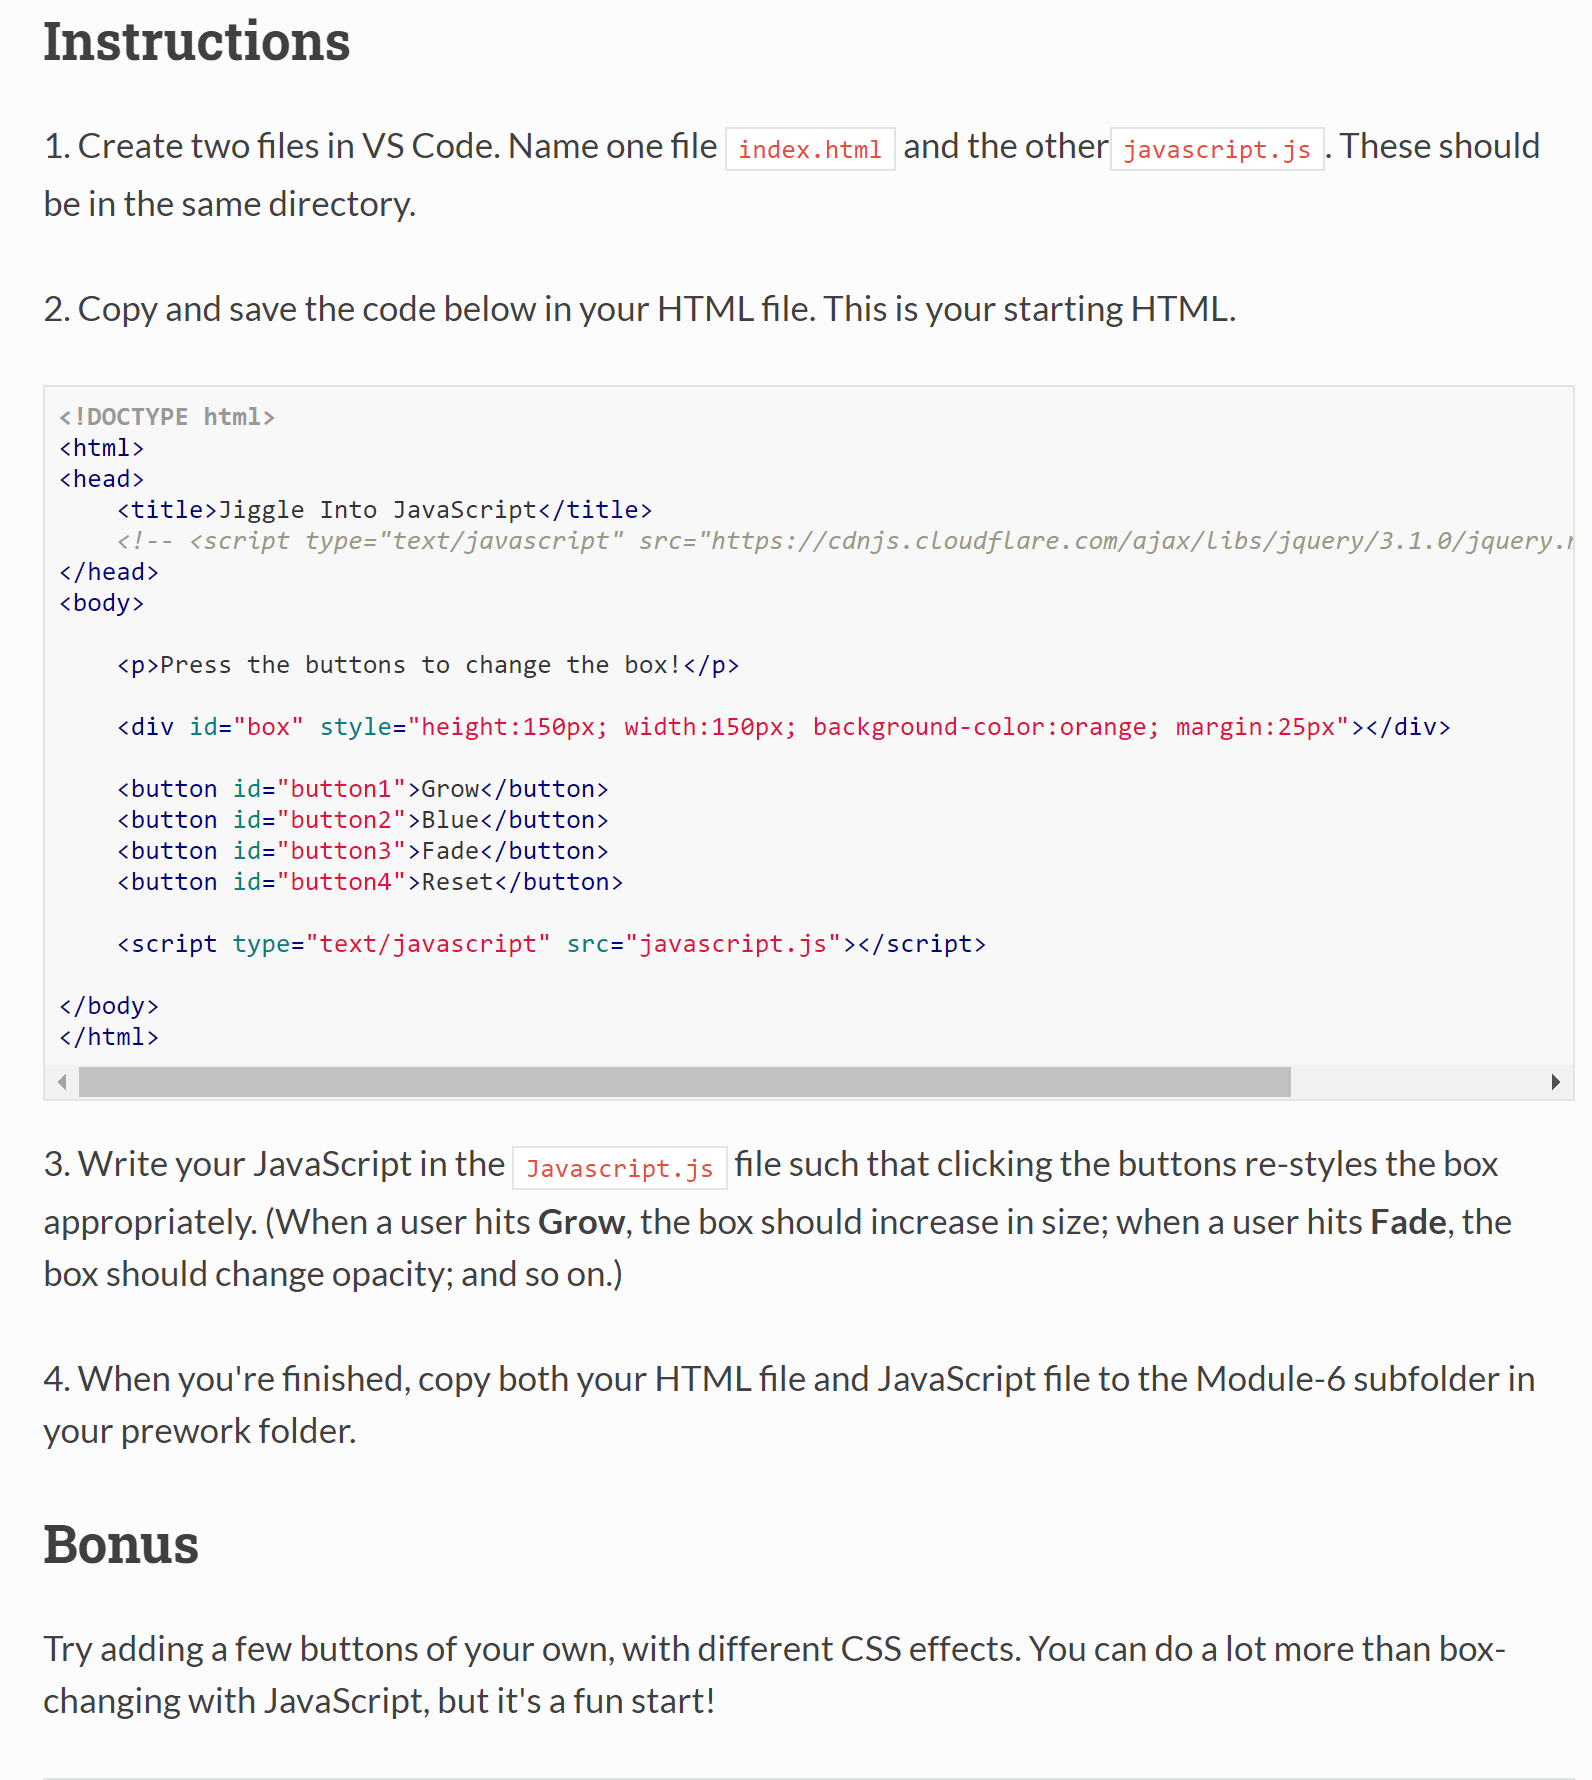 Instructions
1. Create two files in VS Code. Name one file index.html and the other javascript.js. These should
be in the same directory.
2. Copy and save the code below in your HTML file. This is your starting HTML.
<!DOCTYPE html>
<html>
<head>
    <title>Jiggle Into JavaScript</title>
    <!-- <script type="text/javascript" src="https://cdnjs.cloudflare.com/ajax/libs/jquery/3.1.0/jquery.
</head>
<body>
    <p>Press the buttons to change the box!</p>
    <div id="box" style="height:150px; width:150px; background-color:orange; margin:25px"></div>
    <button id="button1">Grow</button>
    <button id="button2">Blue</button>
    <button id="button3">Fade</button>
    <button id="button4">Reset</button>
    <script type="text/javascript" src="javascript.js"></script>
</body>
</html>
3. Write your JavaScript in the Javascript.js file such that clicking the buttons re-styles the box
appropriately. (When a user hits Grow, the box should increase in size; when a user hits Fade, the
box should change opacity; and so on.)
4. When you're finished, copy both your HTML file and JavaScript file to the Module-6 subfolder in
your prework folder.
Bonus
Try adding a few buttons of your own, with different CSS effects. You can do a lot more than box-
changing with JavaScript, but it's a fun start!